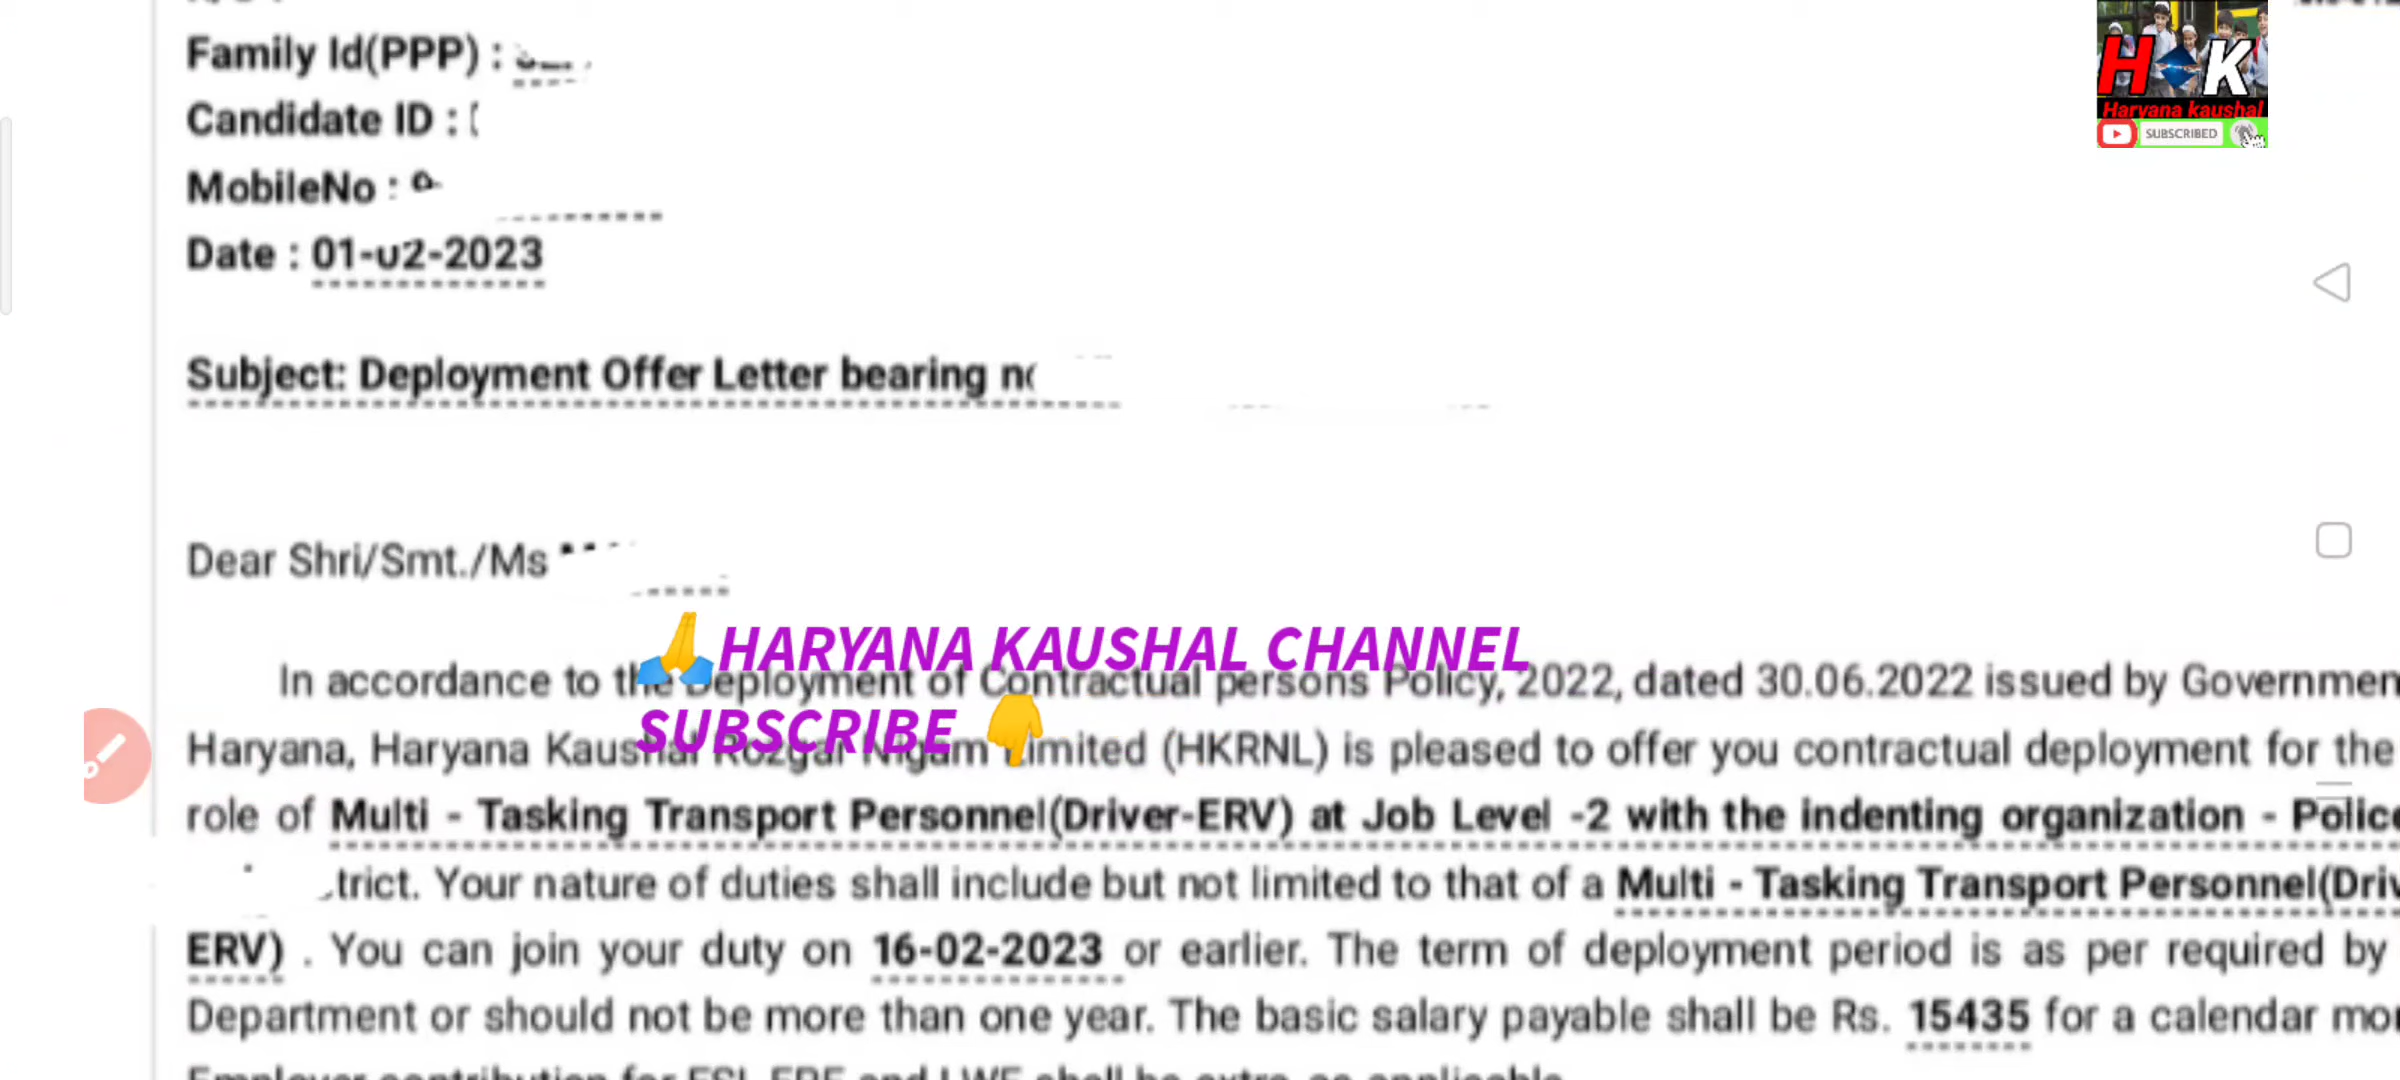 Family Id(PPP) :
Candidate ID :
MobileNo :
Date : 01-02-2023
Subject: Deployment Offer Letter bearing
Dear Shri/Smt./Ms
🙏HARYANA KAUSHAL CHANNEL
SUBSCRIBE 👇
In accordance to the Deployment of Contractual persons Policy, 2022, dated 30.06.2022 issued by
Haryana, Haryana Kaushal Rozgar Nigam Limited (HKRNL) is pleased to offer you contractual deployment for the
role of Multi - Tasking Transport Personnel(Driver-ERV) at Job Level -2 with the indenting organization -
Your nature of duties shall include but not limited to that of a Multi - Tasking Transport
ERV) . You can join your duty on 16-02-2023 or earlier. The term of deployment period is as per required by
Department or should not be more than one year. The basic salary payable shall be Rs. 15435 for a calendar
H K
Haryana kaushal
SUBSCRIBED